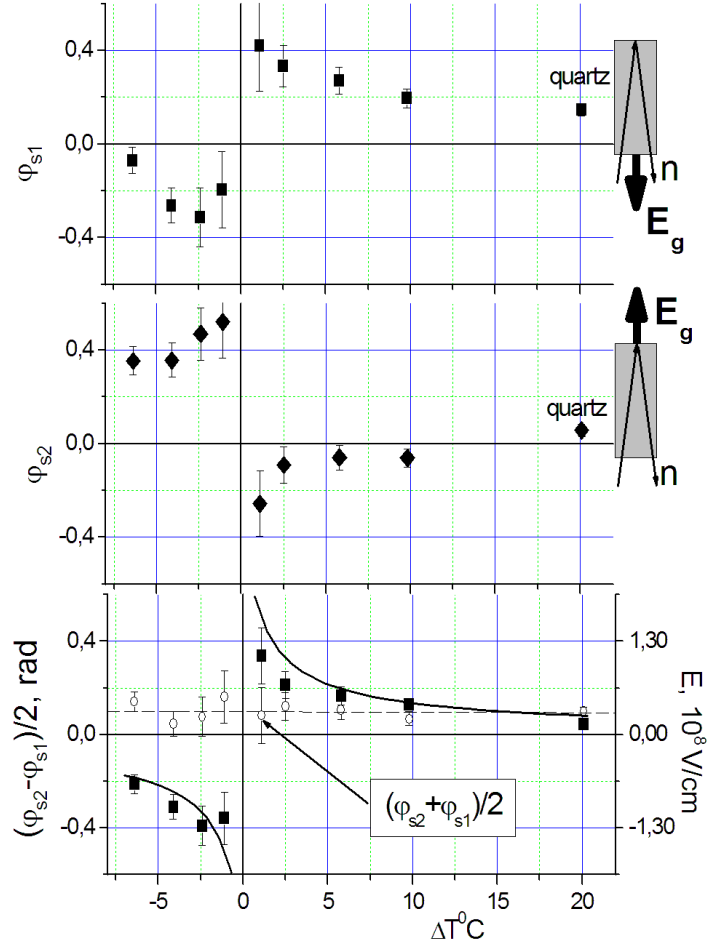 0,4
0,0
-0,4
φs1
quartz
n
Eg
0,4
0,0
-0,4
φs2
quartz
Eg
n
0,4
0,0
-0,4
(φs2-φs1)/2, rad
(φs2+φs1)/2
1,30
0,00
-1,30
E, 10⁸V/cm
-5 0 5 10 15 20
ΔT⁰C